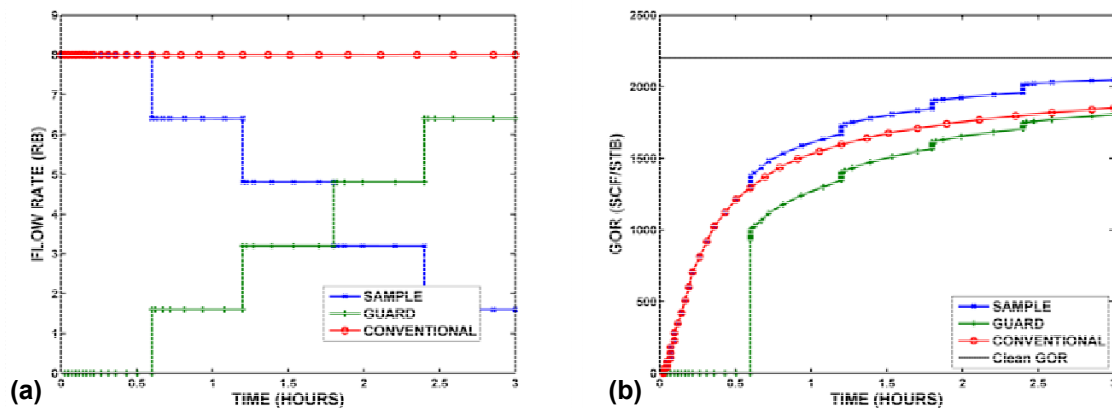 9
8
7
6
5
4
3
2
1
0
FLOW RATE (RB)
0 0.5 1 1.5 2 2.5 3
TIME (HOURS)
SAMPLE
GUARD
CONVENTIONAL
(a)
2500
2000
1500
1000
500
0
GOR (SCF/STB)
0 0.5 1 1.5 2 2.5 3
TIME (HOURS)
SAMPLE
GUARD
CONVENTIONAL
Clean GOR
(b)